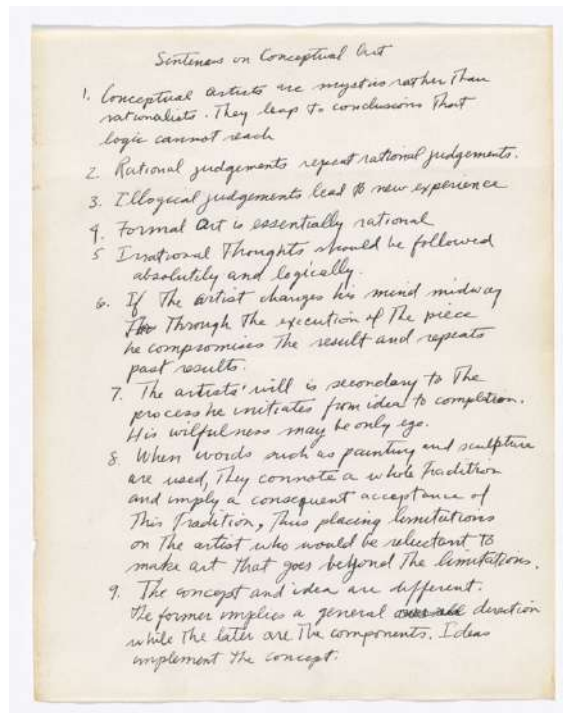 Sentences on Conceptual Art
1. Conceptual artists are mystics rather than
rationalists. They leap to conclusions that
logic cannot reach
2. Rational judgements repeat rational judgements.
3. Illogical judgements lead to new experience
4. Formal Art is essentially rational
5 Irrational Thoughts should be followed
absolutely and logically.
6. If The artist changes his mind midway
Through The execution of The piece
he compromises The result and repeats
past results.
7. The artists' will is secondary to The
process he initiates from idea to completion.
His wilfulness may be only ego.
8. When words such as painting and sculpture
are used, They connote a whole Tradition
and imply a consequent acceptance of
This Tradition, Thus placing limitations
on The artist who would be reluctant to
make art That goes beyond The limitations.
9. The concept and idea are different.
The former implies a general over all direction
while The later are The components. Ideas
implement The concept.